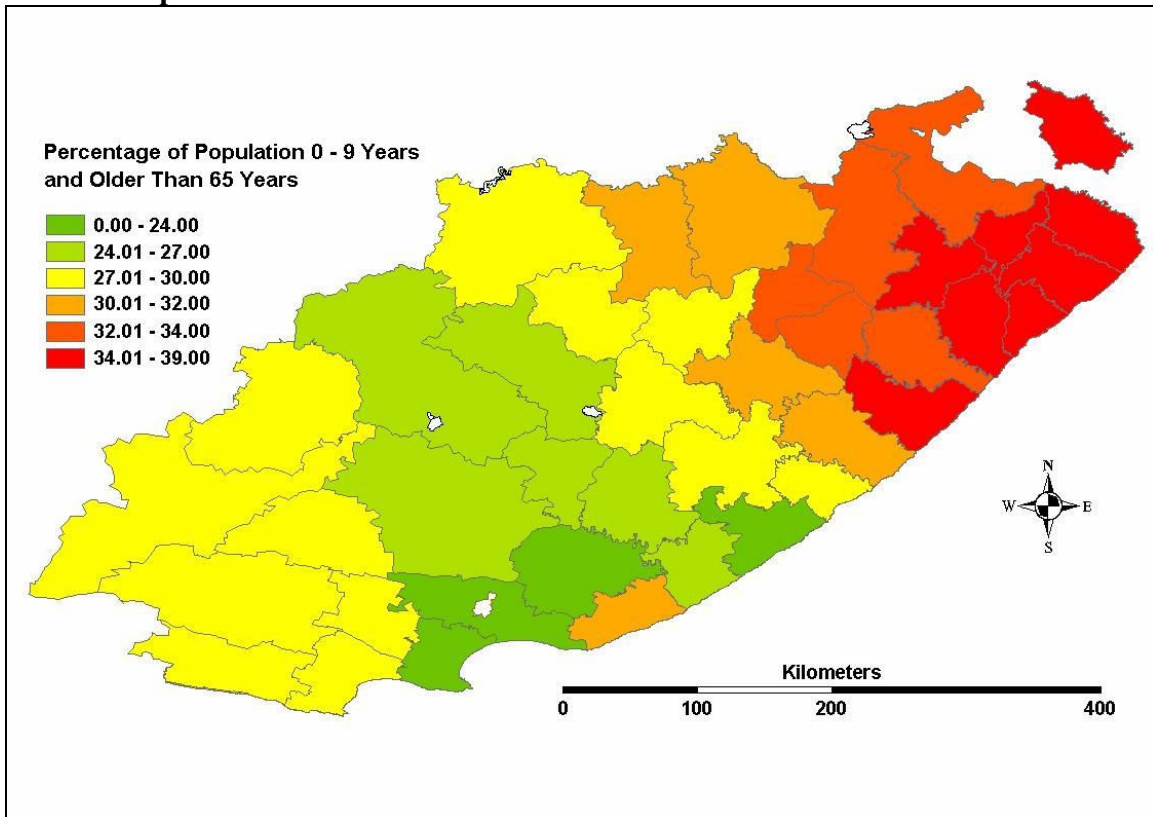 Percentage of Population 0 - 9 Years
and Older Than 65 Years
0.00 - 24.00
24.01 - 27.00
27.01 - 30.00
30.01 - 32.00
32.01 - 34.00
34.01 - 39.00
N
W E
S
Kilometers
0 100 200 400